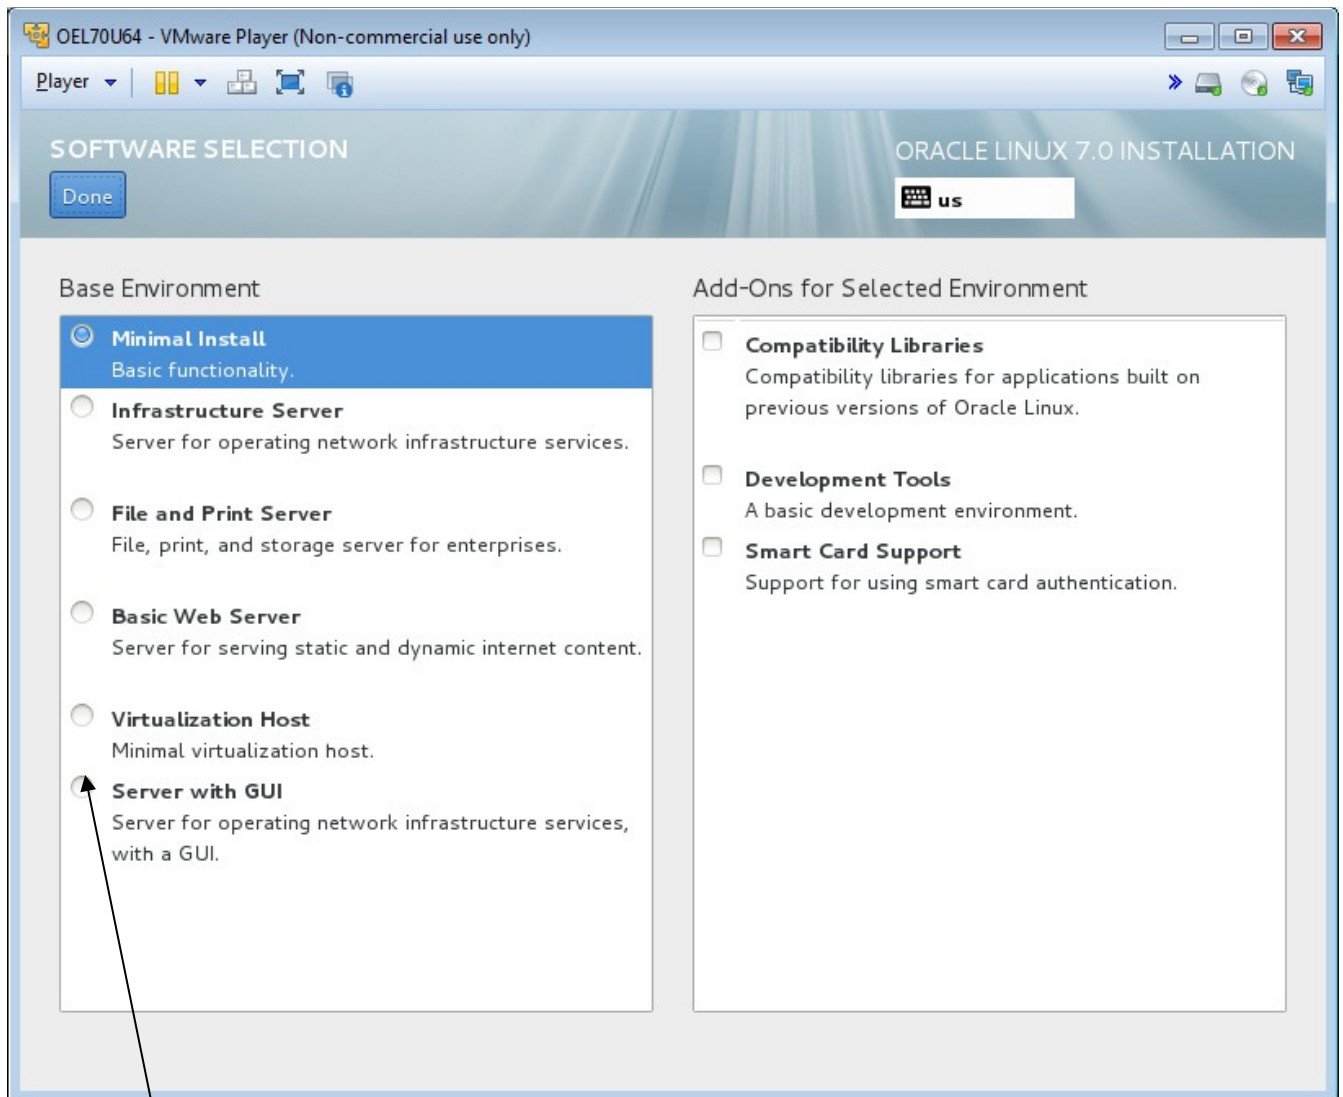 OEL70U64 - VMware Player (Non-commercial use only)
Player
SOFTWARE SELECTION
ORACLE LINUX 7.0 INSTALLATION
Done
us
Base Environment
Minimal Install
Basic functionality.
Infrastructure Server
Server for operating network infrastructure services.
File and Print Server
File, print, and storage server for enterprises.
Basic Web Server
Server for serving static and dynamic internet content.
Virtualization Host
Minimal virtualization host.
Server with GUI
Server for operating network infrastructure services,
with a GUI.
Add-Ons for Selected Environment
Compatibility Libraries
Compatibility libraries for applications built on
previous versions of Oracle Linux.
Development Tools
A basic development environment.
Smart Card Support
Support for using smart card authentication.